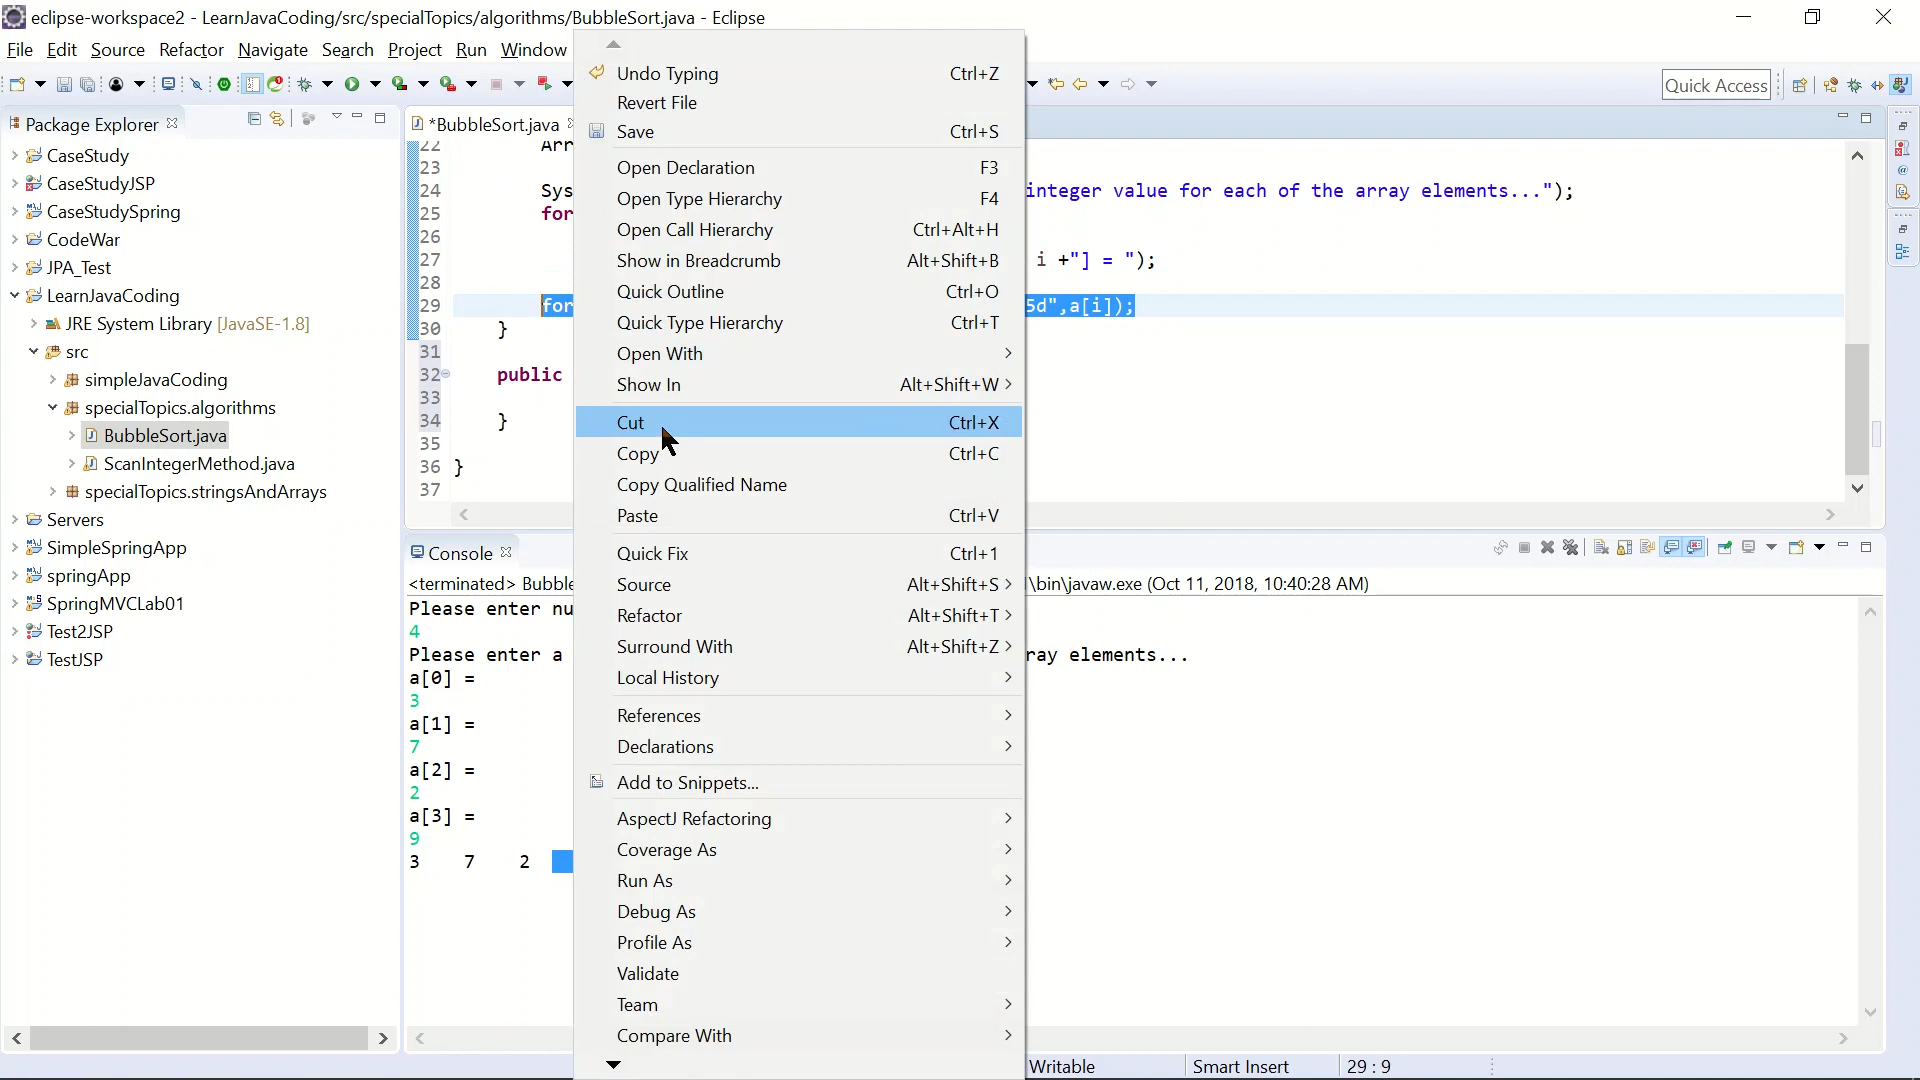 eclipse-workspace2 - LearnJavaCoding/src/specialTopics/algorithms/BubbleSort.java - Eclipse
File Edit Source Refactor Navigate Search Project Run Window
Quick Access
Package Explorer
CaseStudy
CaseStudyJSP
CaseStudySpring
CodeWar
JPA_Test
LearnJavaCoding
JRE System Library [JavaSE-1.8]
src
simpleJavaCoding
specialTopics.algorithms
BubbleSort.java
ScanIntegerMethod.java
specialTopics.stringsAndArrays
Servers
SimpleSpringApp
springApp
SpringMVCLab01
Test2JSP
TestJSP
*BubbleSort.java
22 Arr
23
24 Sys integer value for each of the array elements...");
25 for
26
27 i +"] = ");
28
29 for 5d",a[i]);
30 }
31
32 public
33
34 }
35
36 }
37
Undo Typing Ctrl+Z
Revert File
Save Ctrl+S
Open Declaration F3
Open Type Hierarchy F4
Open Call Hierarchy Ctrl+Alt+H
Show in Breadcrumb Alt+Shift+B
Quick Outline Ctrl+O
Quick Type Hierarchy Ctrl+T
Open With
Show In Alt+Shift+W
Cut Ctrl+X
Copy Ctrl+C
Copy Qualified Name
Paste Ctrl+V
Quick Fix Ctrl+1
Source Alt+Shift+S
Refactor Alt+Shift+T
Surround With Alt+Shift+Z
Local History
References
Declarations
Add to Snippets...
AspectJ Refactoring
Coverage As
Run As
Debug As
Profile As
Validate
Team
Compare With
Console
<terminated> Bubble \bin\javaw.exe (Oct 11, 2018, 10:40:28 AM)
Please enter nu
4
Please enter a ray elements...
a[0] =
3
a[1] =
7
a[2] =
2
a[3] =
9
3 7 2
Writable Smart Insert 29 : 9